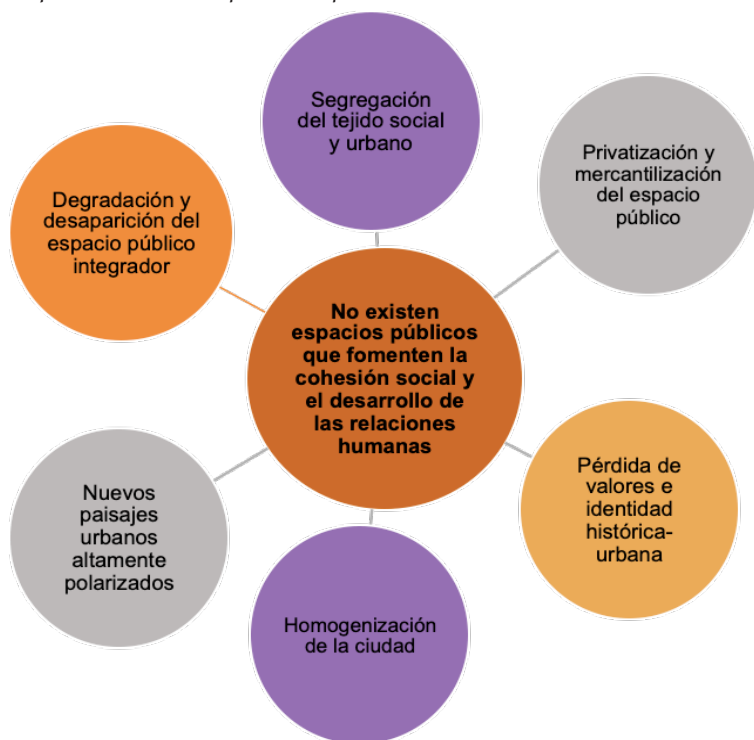 Segregación
del tejido social
y urbano
Privatización y
mercantilización
del espacio
público
Degradación y
desaparición del
espacio público
integrador
No existen
espacios públicos
que fomenten la
cohesión social y
el desarrollo de
las relaciones
humanas
Pérdida de
valores e
identidad
histórica-
urbana
Nuevos
paisajes
urbanos
altamente
polarizados
Homogenización
de la ciudad